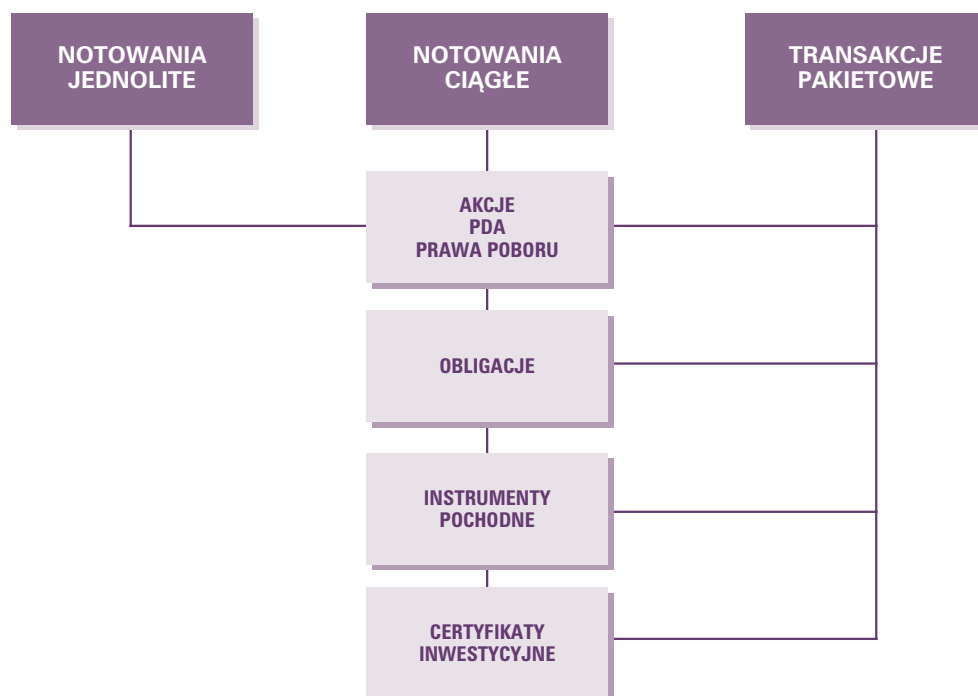 NOTOWANIA
JEDNOLITE
NOTOWANIA
CIĄGŁE
TRANSAKCJE
PAKIETOWE
AKCJE
PDA
PRAWA POBORU
OBLIGACJE
INSTRUMENTY
POCHODNE
CERTYFIKATY
INWESTYCYJNE